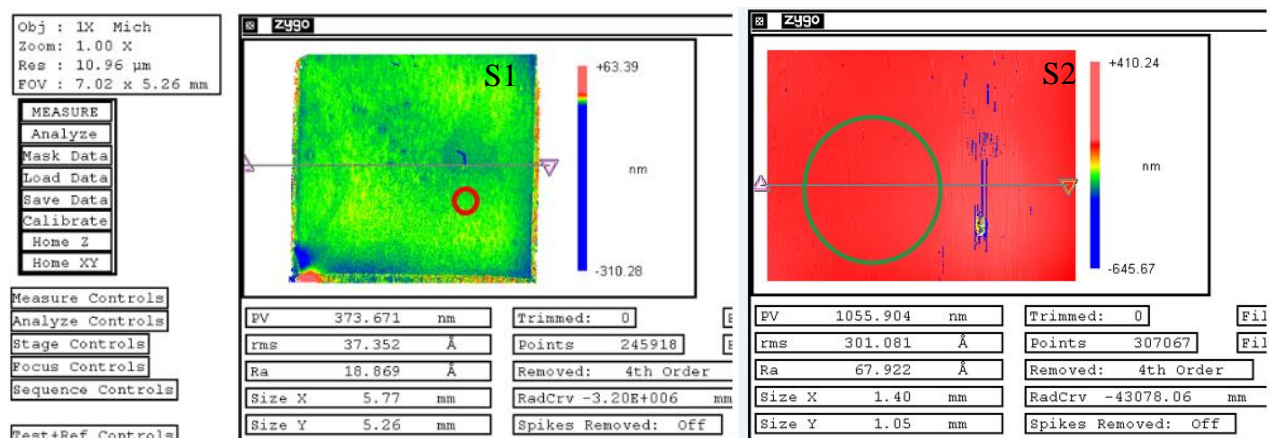 Obj : 1X Mich
Zoom: 1.00 X
Res : 10.96 µm
FOV : 7.02 x 5.26 mm
MEASURE
Analyze
Mask Data
Load Data
Save Data
Calibrate
Home Z
Home XY
Measure Controls
Analyze Controls
Stage Controls
Focus Controls
Sequence Controls
Test+Ref Controls
zygo
S1
+63.39
nm
-310.28
PV 373.671 nm
rms 37.352 Å
Ra 18.869 Å
Size X 5.77 mm
Size Y 5.26 mm
Trimmed: 0
Points 245918
Removed: 4th Order
RadCrv -3.20E+006 mm
Spikes Removed: Off
zygo
S2
+410.24
nm
-645.67
PV 1055.904 nm
rms 301.081 Å
Ra 67.922 Å
Size X 1.40 mm
Size Y 1.05 mm
Trimmed: 0
Points 307067
Removed: 4th Order
RadCrv -43078.06 mm
Spikes Removed: Off